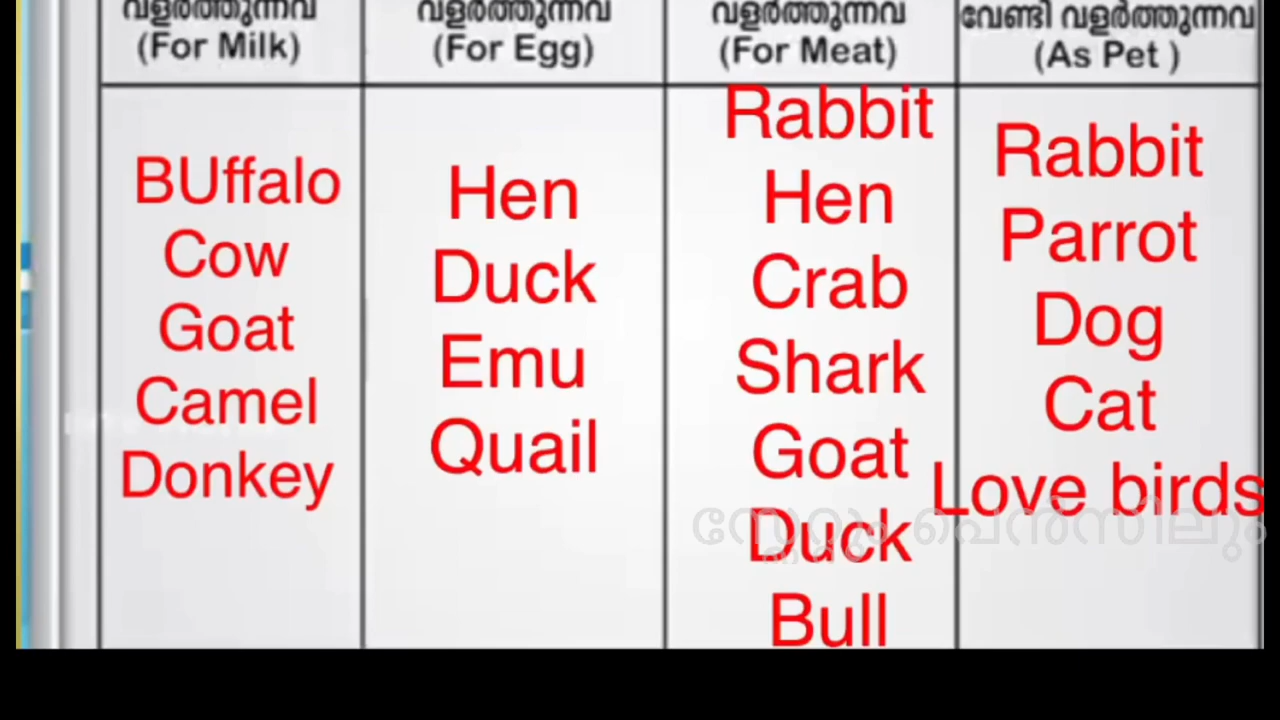 വളർത്തുന്നവ
(For Milk)
വളർത്തുന്നവ
(For Egg)
വളർത്തുന്നവ
(For Meat)
വേണ്ടി വളർത്തുന്നവ
(As Pet )
BUffalo
Cow
Goat
Camel
Donkey
Hen
Duck
Emu
Quail
Rabbit
Hen
Crab
Shark
Goat
Duck
Bull
Rabbit
Parrot
Dog
Cat
Love birds
പെൻസിലും